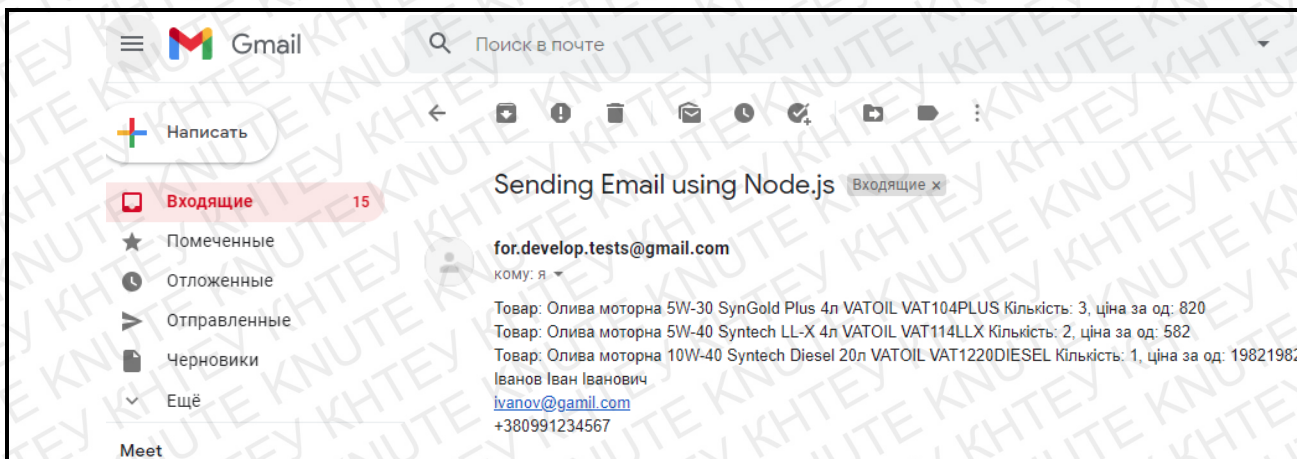 Gmail
Поиск в почте
Написать
Входящие 15
Помеченные
Отложенные
Отправленные
Черновики
Ещё
Meet
Sending Email using Node.js Входящие x
for.develop.tests@gmail.com
кому: я
Товар: Олива моторна 5W-30 SynGold Plus 4л VATOIL VAT104PLUS Кількість: 3, ціна за од: 820
Товар: Олива моторна 5W-40 Syntech LL-X 4л VATOIL VAT114LLX Кількість: 2, ціна за од: 582
Товар: Олива моторна 10W-40 Syntech Diesel 20л VATOIL VAT1220DIESEL Кількість: 1, ціна за од: 19821982
Іванов Іван Іванович
ivanov@gamil.com
+380991234567
KHTEY KNUTE